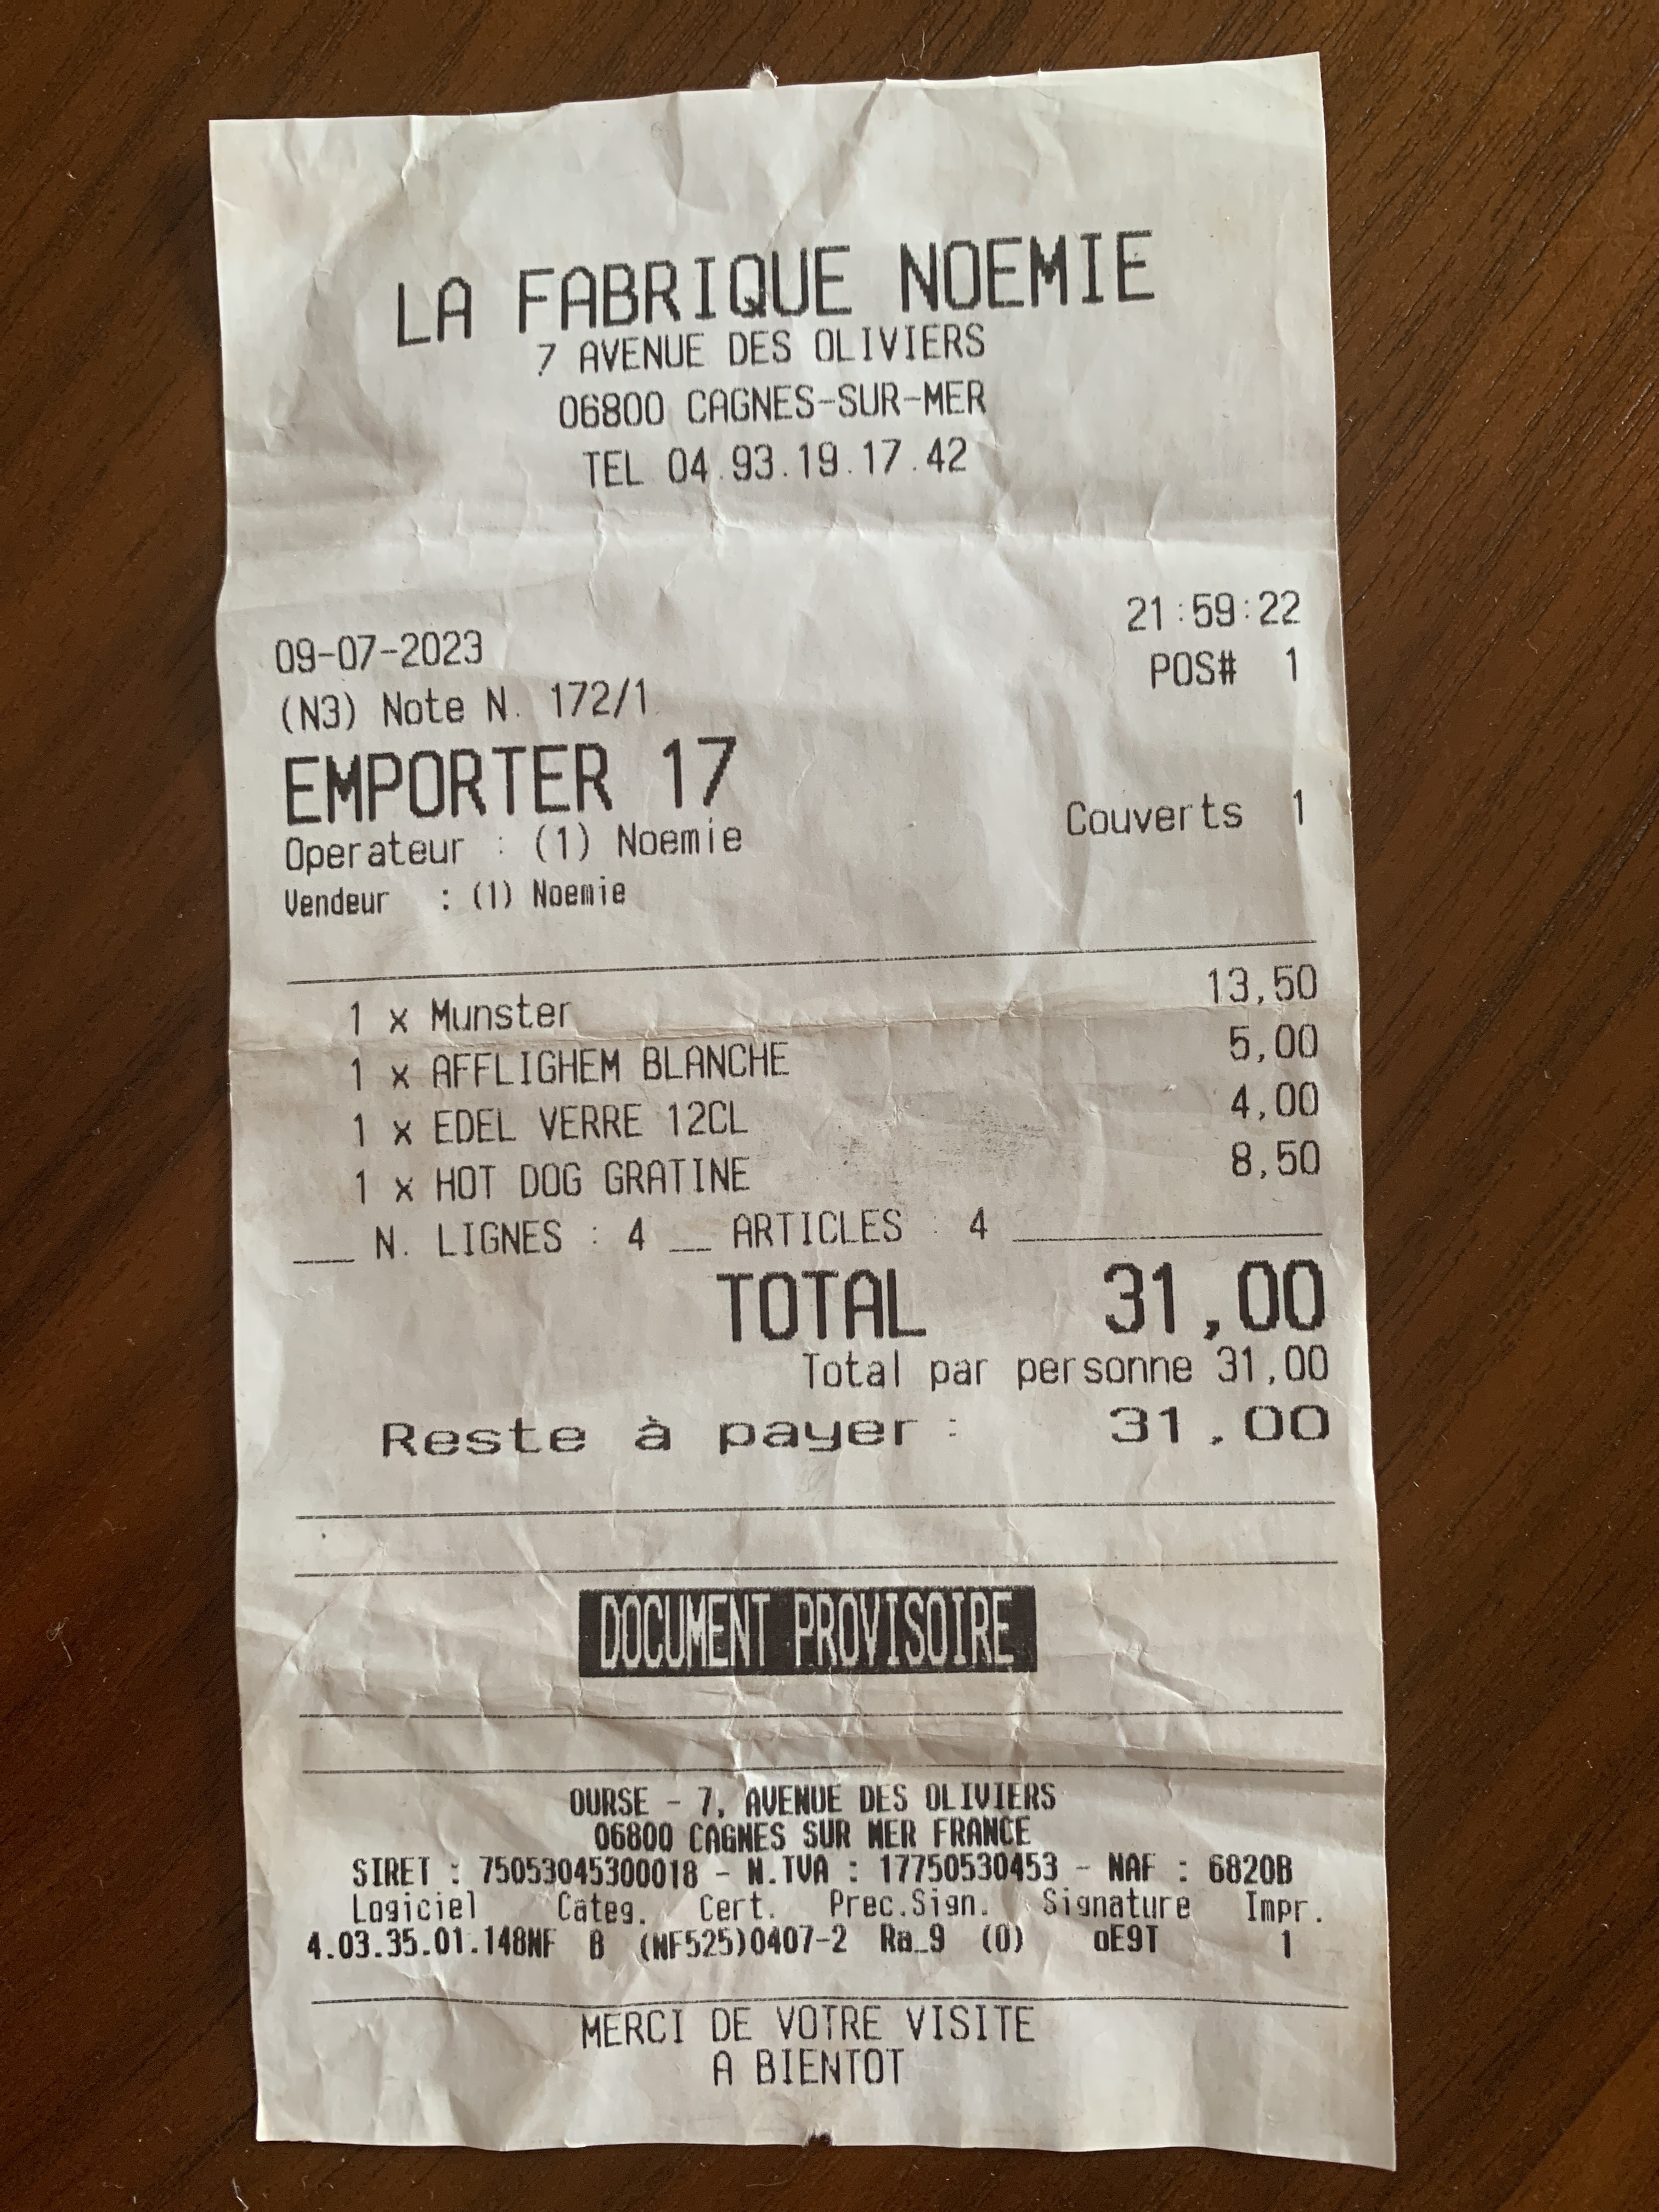 LA FABRIQUE NOEMIE
7 AVENUE DES OLIVIERS
06800 CAGNES-SUR-MER
TEL 04.93.19.17.42
09-07-2023 21:59:22
(N3) Note N. 172/1 POS# 1
EMPORTER 17
Operateur : (1) Noemie Couverts 1
Vendeur : (1) Noemie
1 x Munster 13,50
1 x AFFLIGHEM BLANCHE 5,00
1 x EDEL VERRE 12CL 4,00
1 x HOT DOG GRATINE 8,50
___ N. LIGNES : 4 __ ARTICLES : 4 ________________
TOTAL 31,00
Total par personne 31,00
Reste à payer : 31,00
DOCUMENT PROVISOIRE
OURSE - 7, AVENUE DES OLIVIERS
06800 CAGNES SUR MER FRANCE
SIRET : 75053045300018 - N.TVA : 17750530453 - NAF : 6820B
Logiciel Categ. Cert. Prec.Sign. Signature Impr.
4.03.35.01.148NF B (NF525)0407-2 Ra_9 (0) oE9T 1
MERCI DE VOTRE VISITE
A BIENTOT